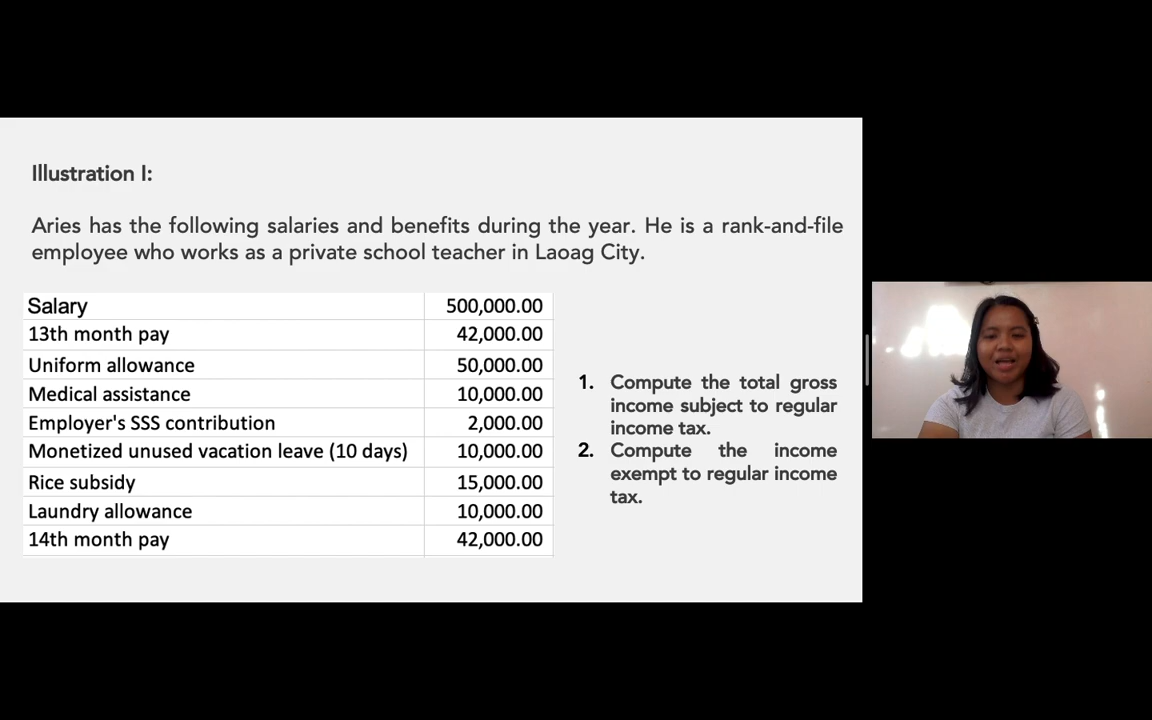 Illustration I:
Aries has the following salaries and benefits during the year. He is a rank-and-file
employee who works as a private school teacher in Laoag City.
Salary 500,000.00
13th month pay 42,000.00
Uniform allowance 50,000.00
Medical assistance 10,000.00
Employer's SSS contribution 2,000.00
Monetized unused vacation leave (10 days) 10,000.00
Rice subsidy 15,000.00
Laundry allowance 10,000.00
14th month pay 42,000.00
1. Compute the total gross
income subject to regular
income tax.
2. Compute the income
exempt to regular income
tax.